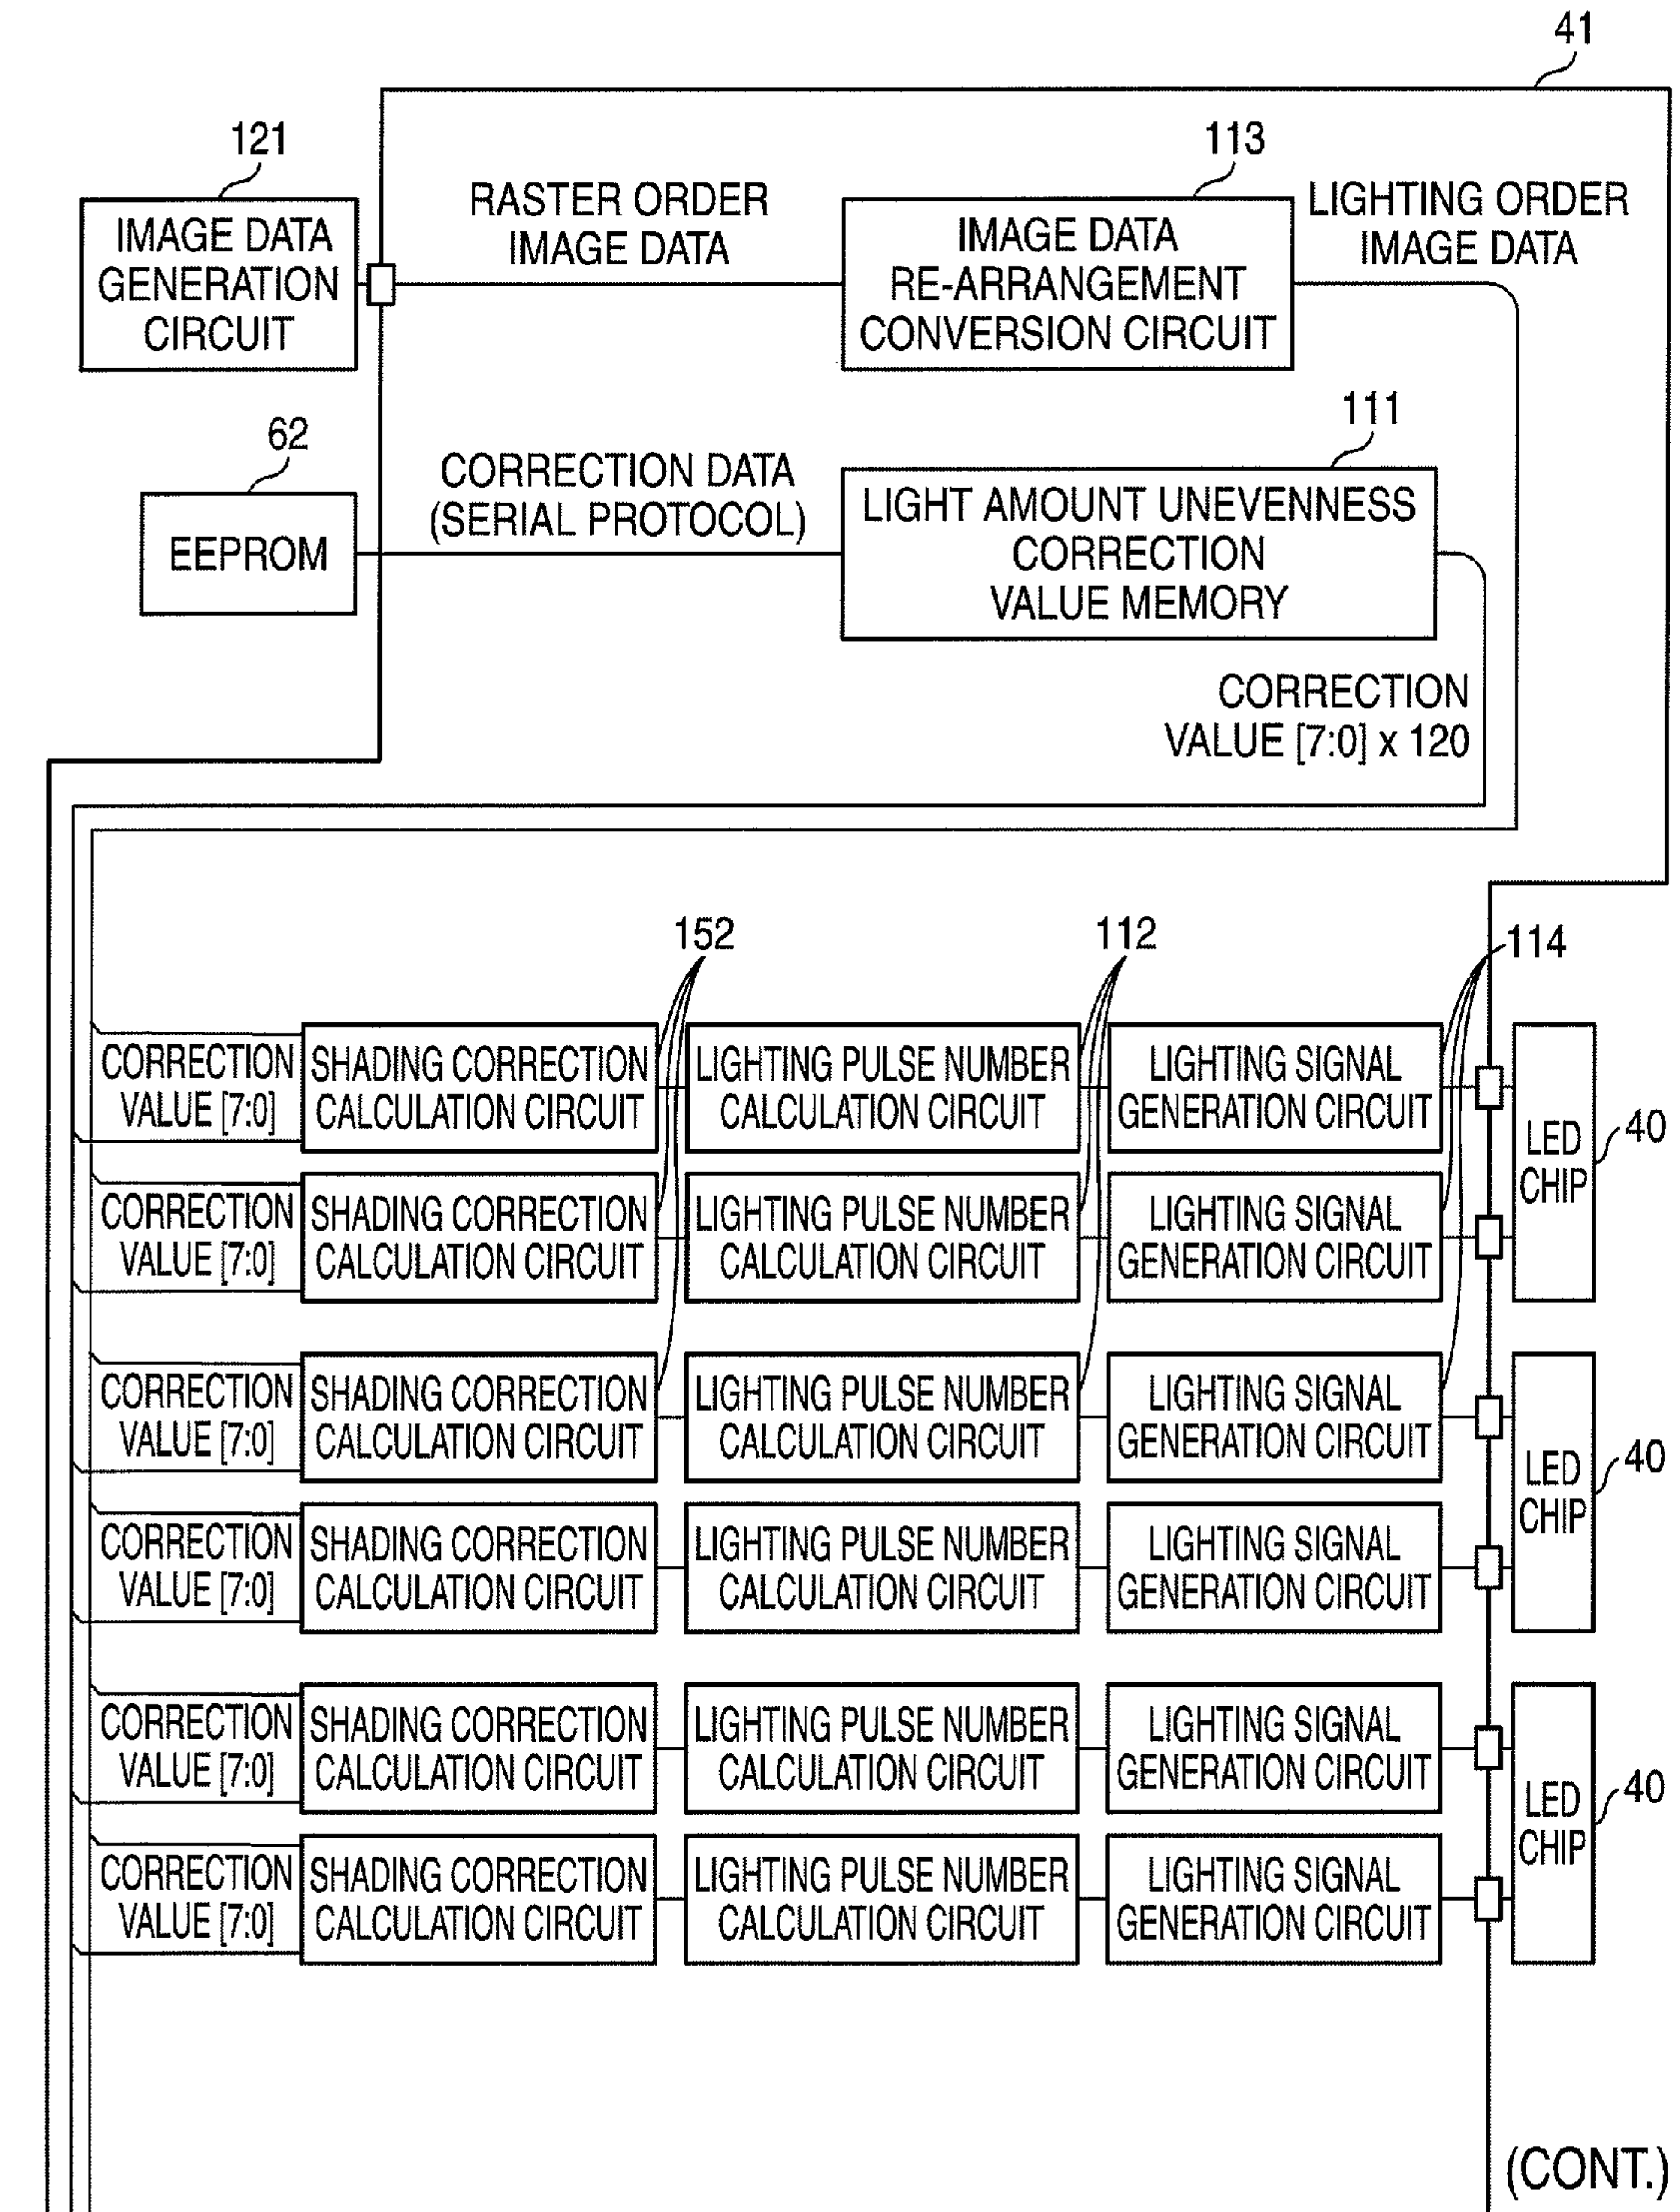 41
121
113
IMAGE DATA
GENERATION
CIRCUIT
RASTER ORDER
IMAGE DATA
IMAGE DATA
RE-ARRANGEMENT
CONVERSION CIRCUIT
LIGHTING ORDER
IMAGE DATA
62
111
EEPROM
CORRECTION DATA
(SERIAL PROTOCOL)
LIGHT AMOUNT UNEVENNESS
CORRECTION
VALUE MEMORY
CORRECTION
VALUE [7:0] x 120
152
112
114
CORRECTION
VALUE [7:0]
SHADING CORRECTION
CALCULATION CIRCUIT
LIGHTING PULSE NUMBER
CALCULATION CIRCUIT
LIGHTING SIGNAL
GENERATION CIRCUIT
CORRECTION
VALUE [7:0]
SHADING CORRECTION
CALCULATION CIRCUIT
LIGHTING PULSE NUMBER
CALCULATION CIRCUIT
LIGHTING SIGNAL
GENERATION CIRCUIT
LED
CHIP
40
CORRECTION
VALUE [7:0]
SHADING CORRECTION
CALCULATION CIRCUIT
LIGHTING PULSE NUMBER
CALCULATION CIRCUIT
LIGHTING SIGNAL
GENERATION CIRCUIT
CORRECTION
VALUE [7:0]
SHADING CORRECTION
CALCULATION CIRCUIT
LIGHTING PULSE NUMBER
CALCULATION CIRCUIT
LIGHTING SIGNAL
GENERATION CIRCUIT
LED
CHIP
40
CORRECTION
VALUE [7:0]
SHADING CORRECTION
CALCULATION CIRCUIT
LIGHTING PULSE NUMBER
CALCULATION CIRCUIT
LIGHTING SIGNAL
GENERATION CIRCUIT
CORRECTION
VALUE [7:0]
SHADING CORRECTION
CALCULATION CIRCUIT
LIGHTING PULSE NUMBER
CALCULATION CIRCUIT
LIGHTING SIGNAL
GENERATION CIRCUIT
LED
CHIP
40
(CONT.)